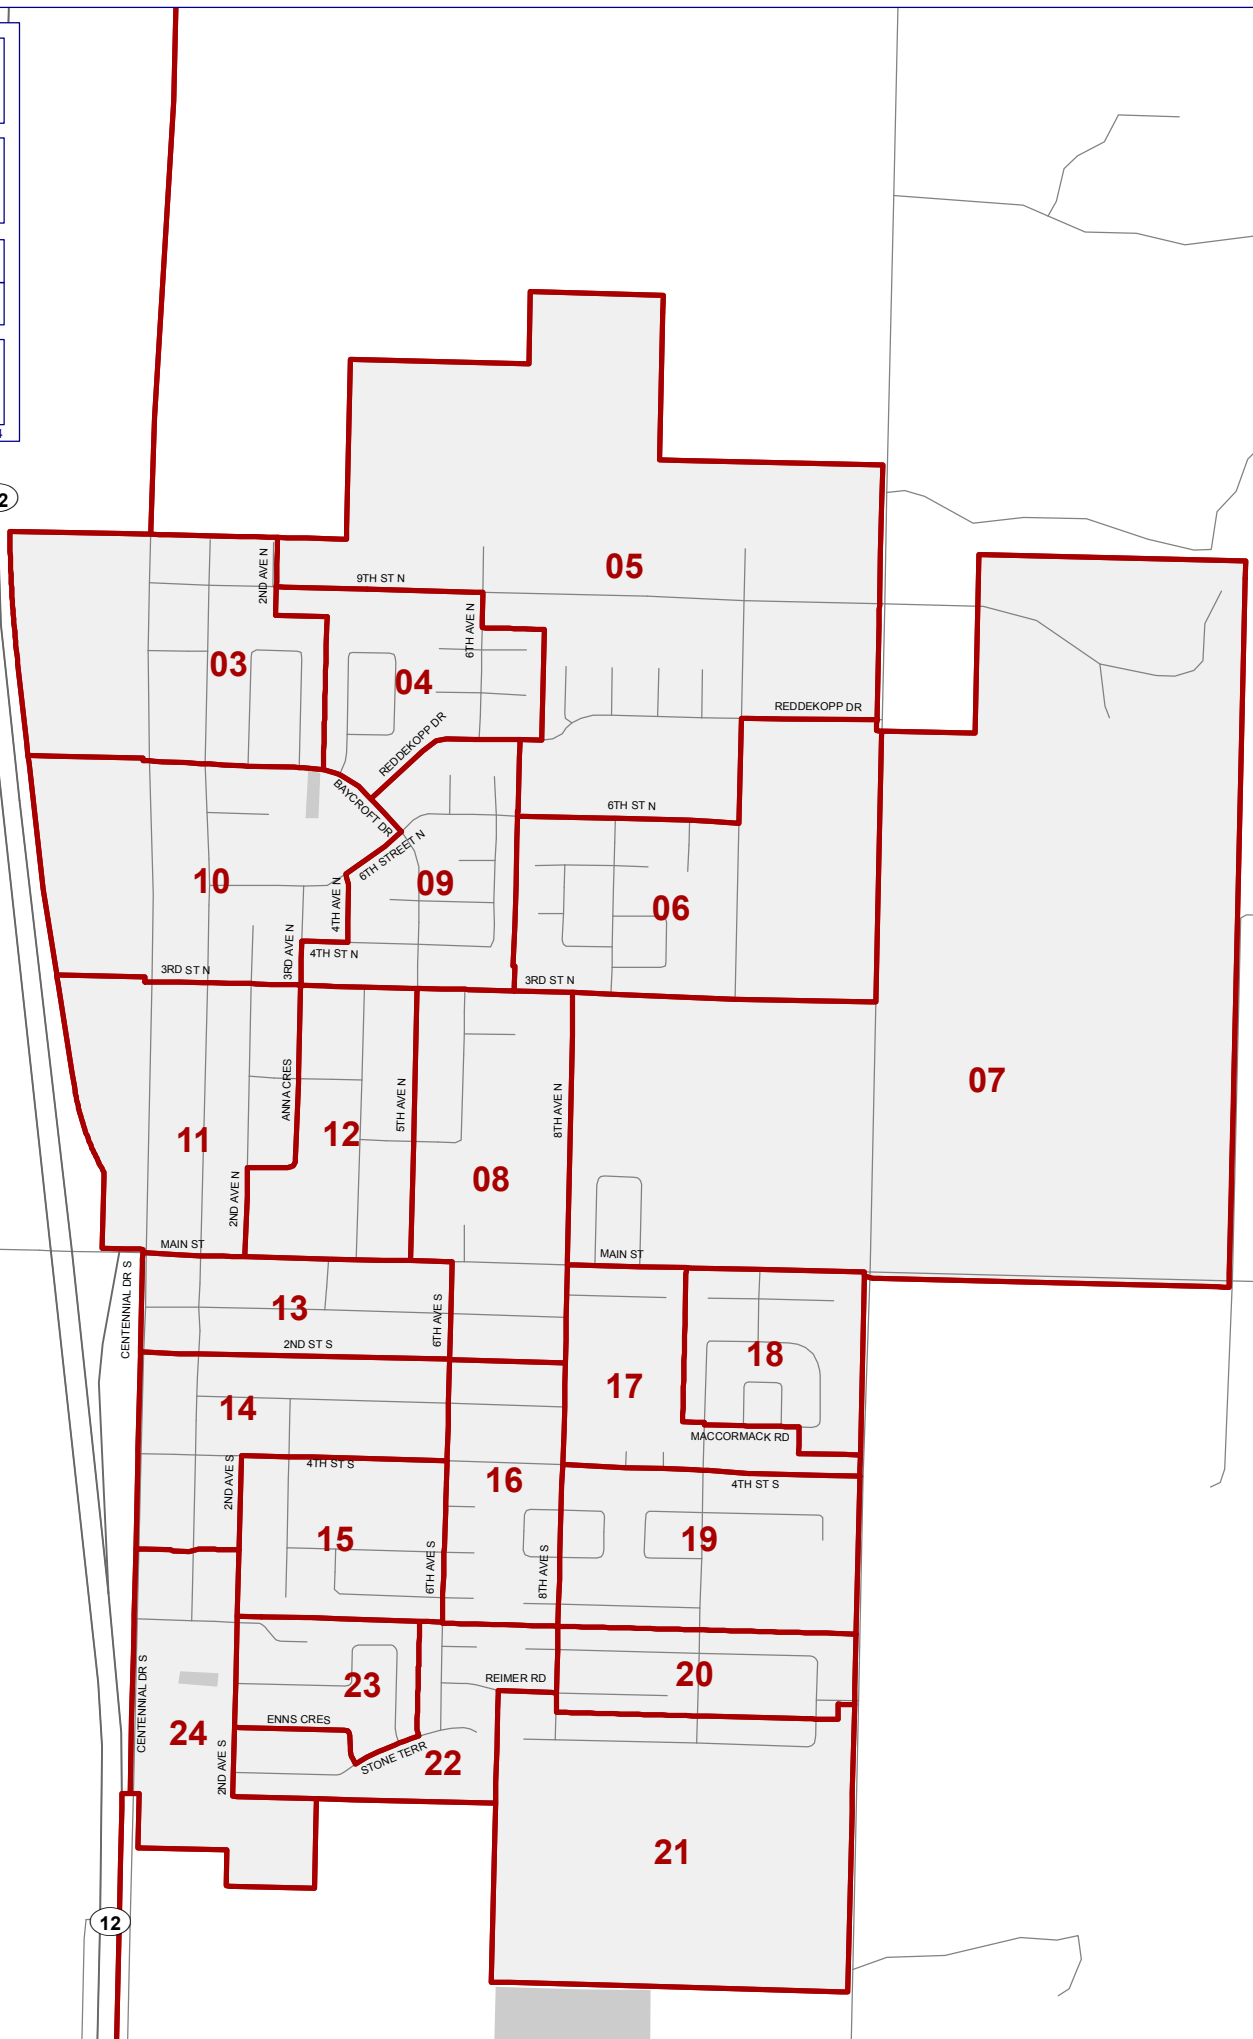 2
05
2ND AVE N
9TH ST N
6TH AVE N
03
04
REDDEKOPP DR
REDDEKOPP DR
BAYCROFT DR
6TH ST N
6TH STREET N
10
09
4TH AVE N
06
3RD AVE N
4TH ST N
3RD ST N
3RD ST N
07
ANNA CRES
5TH AVE N
8TH AVE N
11
12
08
2ND AVE N
MAIN ST
MAIN ST
CENTENNIAL DR S
13
6TH AVE S
2ND ST S
18
17
14
MACCORMACK RD
4TH ST S
2ND AVE S
16
4TH ST S
15
19
6TH AVE S
8TH AVE S
20
REIMER RD
23
CENTENNIAL DR S
ENNS CRES
24
STONE TERR
22
2ND AVE S
21
12